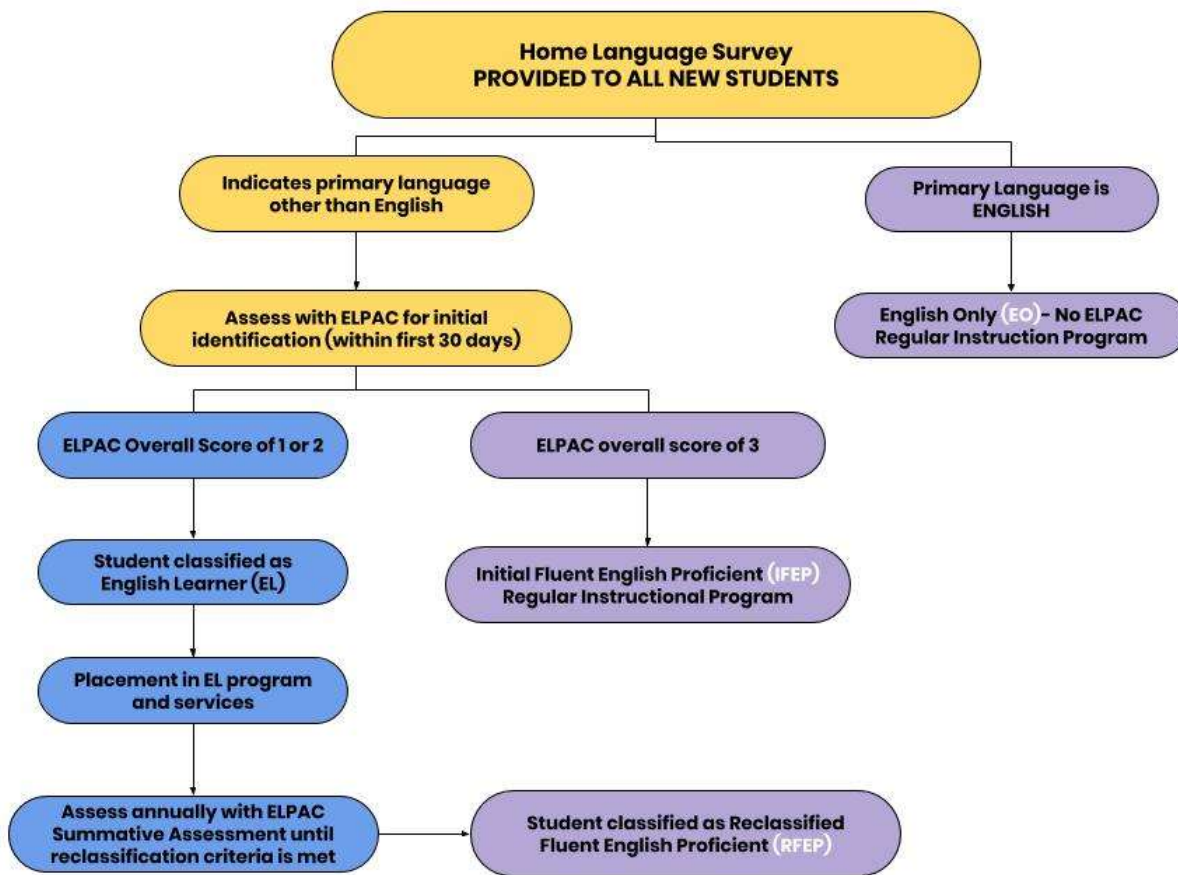 Home Language Survey
PROVIDED TO ALL NEW STUDENTS
Indicates primary language
other than English
Primary Language is
ENGLISH
Assess with ELPAC for initial
identification (within first 30 days)
English Only (EO)- No ELPAC
Regular Instruction Program
ELPAC Overall Score of 1 or 2
ELPAC overall score of 3
Student classified as
English Learner (EL)
Initial Fluent English Proficient (IFEP)
Regular Instructional Program
Placement in EL program
and services
Assess annually with ELPAC
Summative Assessment until
reclassification criteria is met
Student classified as Reclassified
Fluent English Proficient (RFEP)